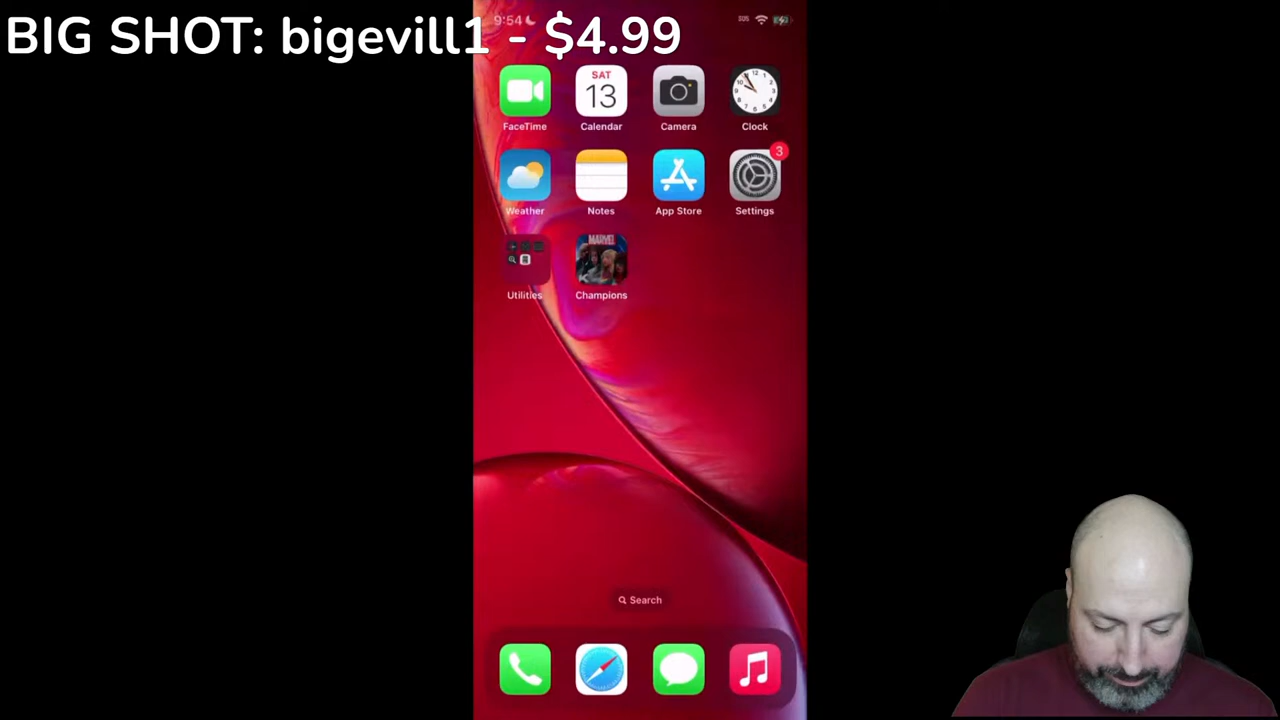 BIG SHOT: bigevill1 - $4.99
9:54
SOS
FaceTime
SAT
13
Calendar
Camera
Clock
Weather
Notes
App Store
3
Settings
Utilities
MARVEL
Champions
Search